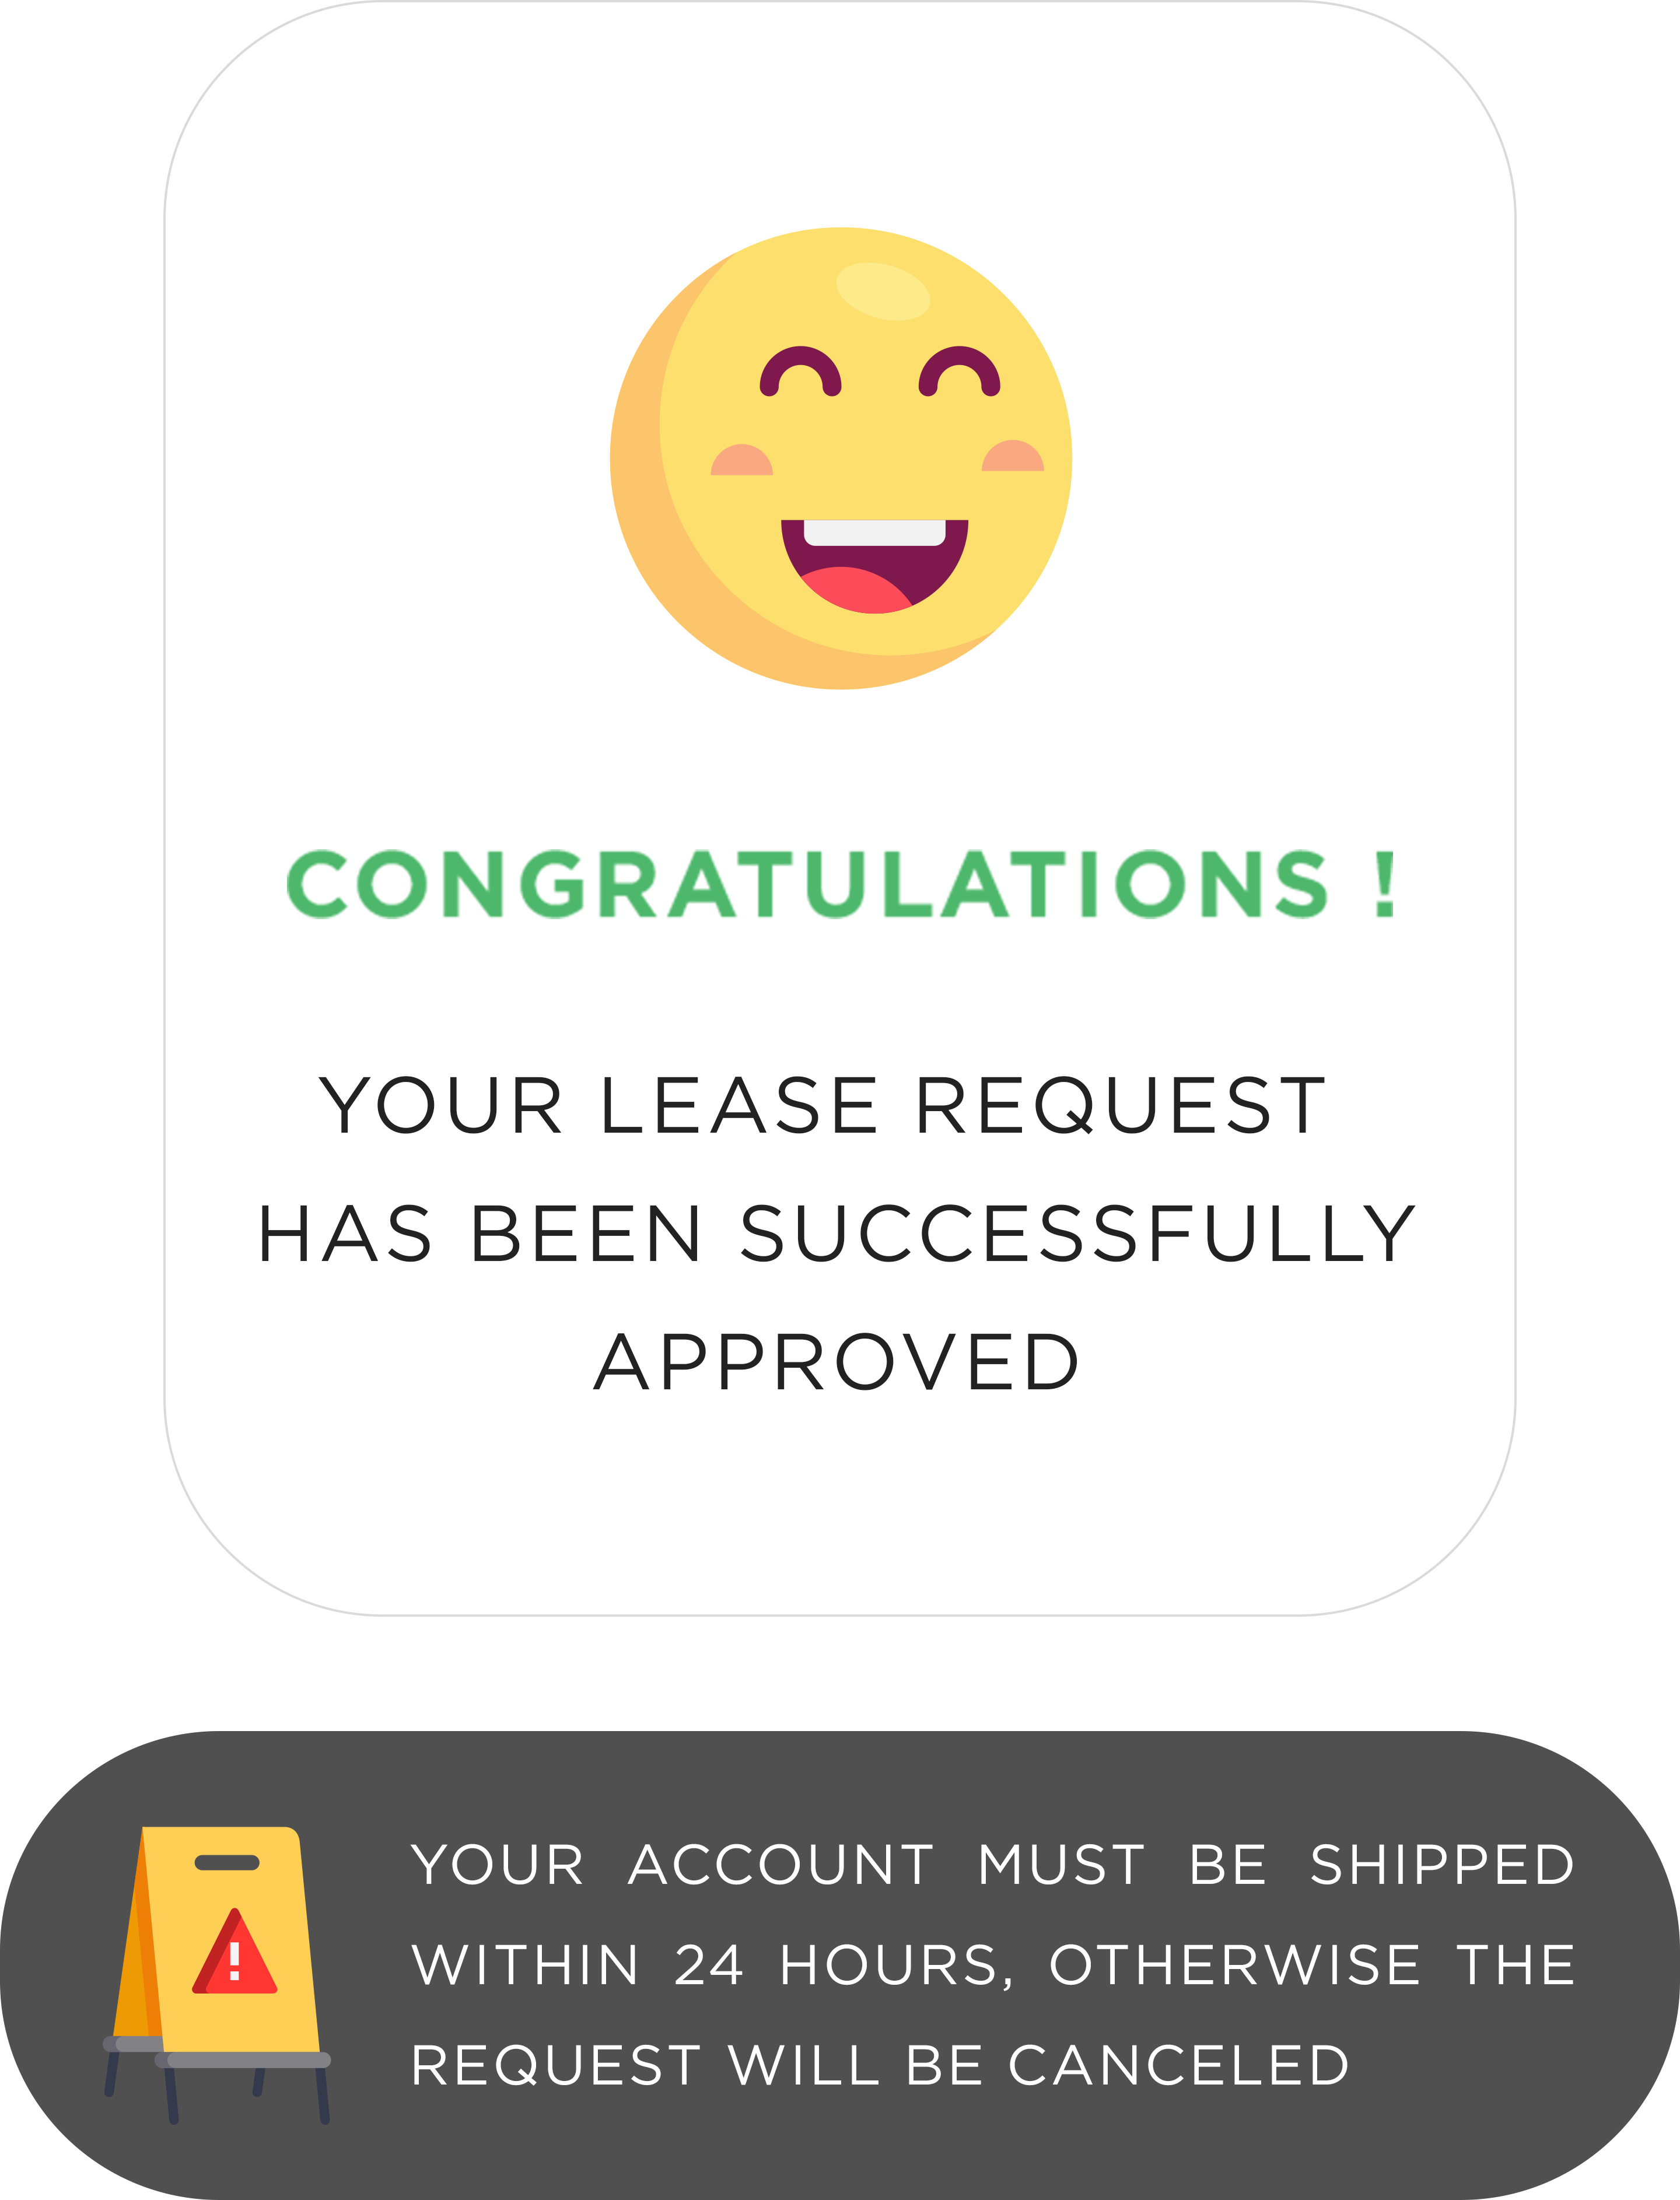 CONGRATULATIONS !
YOUR LEASE REQUEST
HAS BEEN SUCCESSFULLY
APPROVED
YOUR ACCOUNT MUST BE SHIPPED
WITHIN 24 HOURS, OTHERWISE THE
REQUEST WILL BE CANCELED